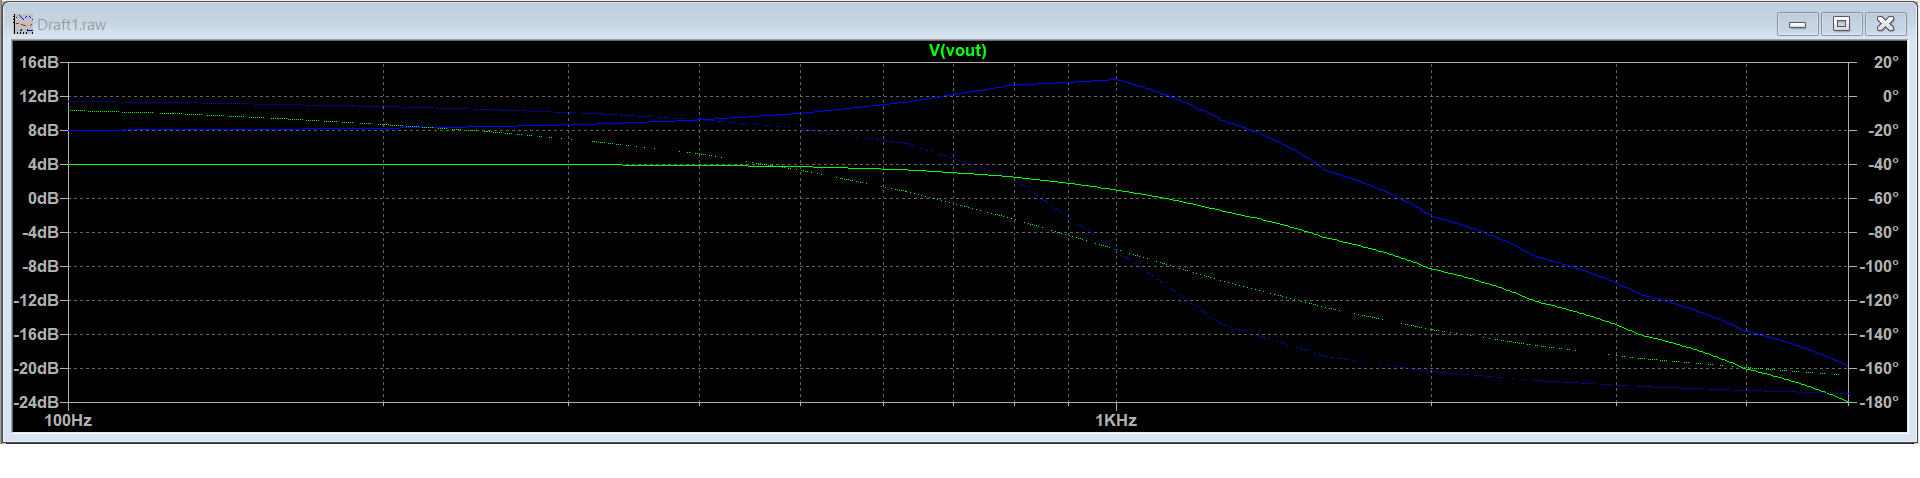 Draft1.raw
V(vout)
16dB 20°
12dB 0°
8dB -20°
4dB -40°
0dB -60°
-4dB -80°
-8dB -100°
-12dB -120°
-16dB -140°
-20dB -160°
-24dB -180°
100Hz 1KHz